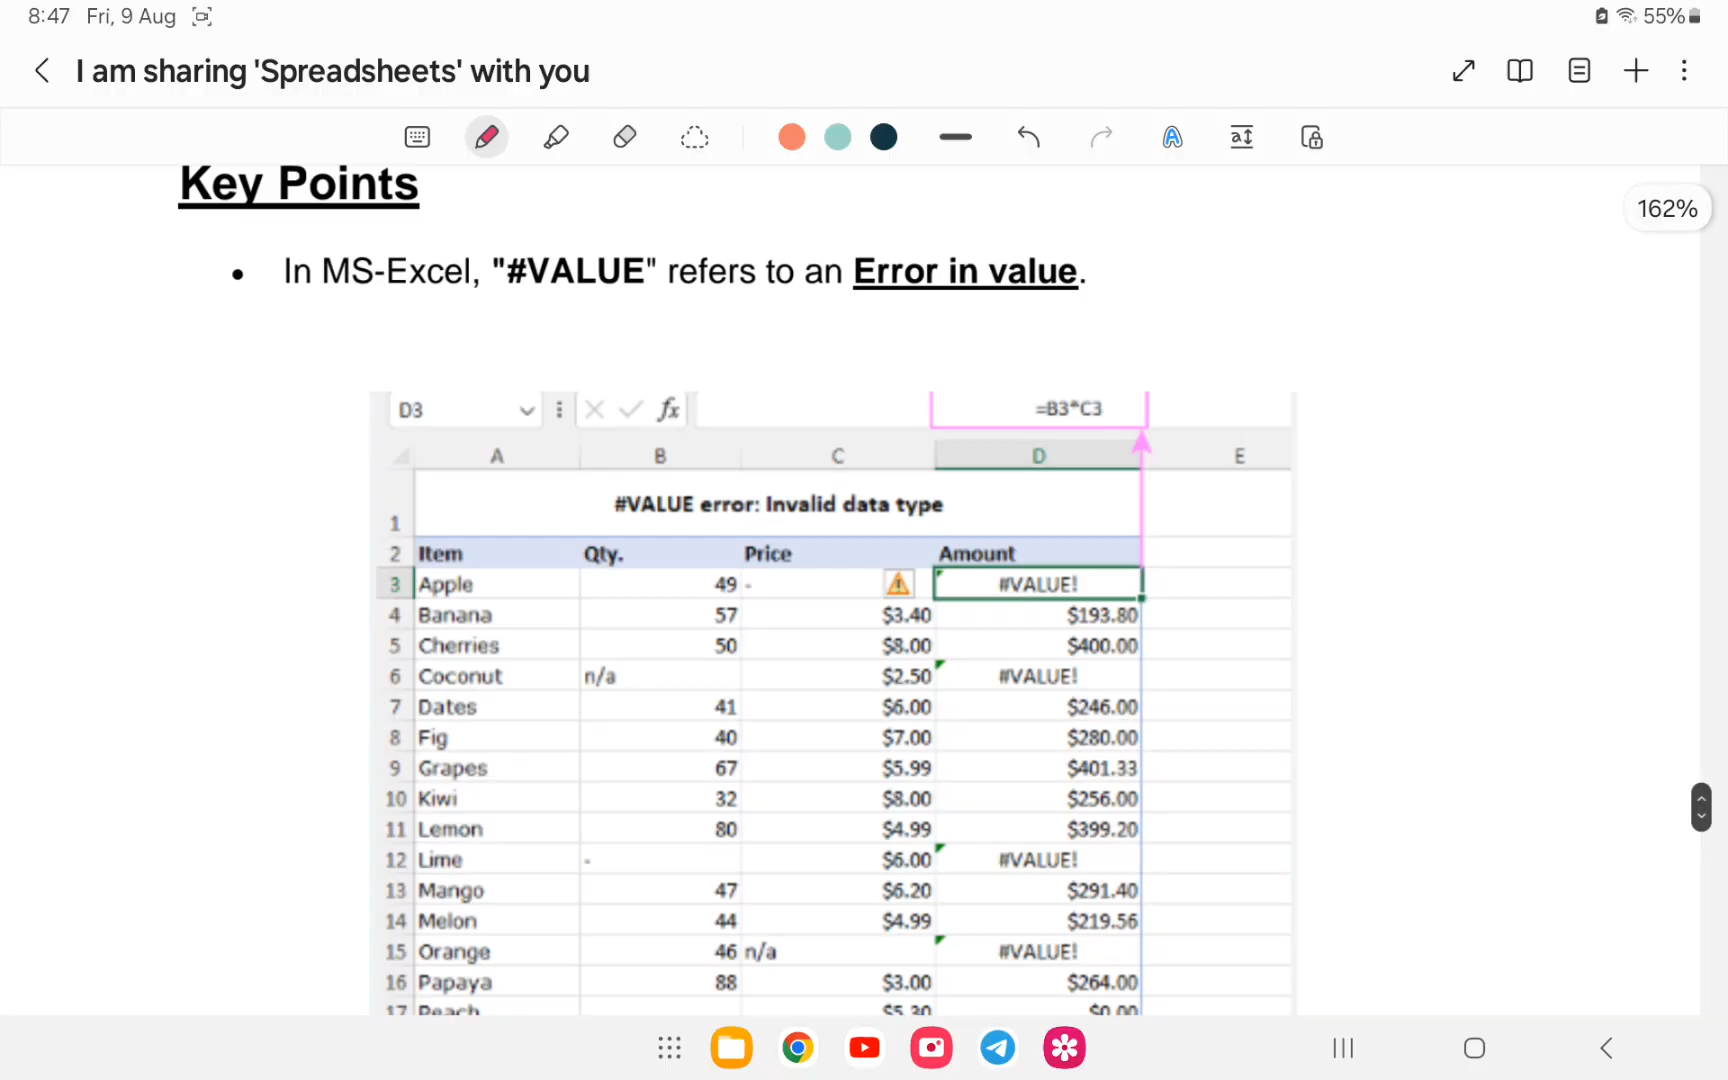 8:47 Fri, 9 Aug 55%
I am sharing 'Spreadsheets' with you
Key Points
162%
• In MS-Excel, "#VALUE" refers to an Error in value.
D3 fx =B3*C3
A B C D E
1 #VALUE error: Invalid data type
2 Item Qty. Price Amount
3 Apple 49 - #VALUE!
4 Banana 57 $3.40 $193.80
5 Cherries 50 $8.00 $400.00
6 Coconut n/a $2.50 #VALUE!
7 Dates 41 $6.00 $246.00
8 Fig 40 $7.00 $280.00
9 Grapes 67 $5.99 $401.33
10 Kiwi 32 $8.00 $256.00
11 Lemon 80 $4.99 $399.20
12 Lime - $6.00 #VALUE!
13 Mango 47 $6.20 $291.40
14 Melon 44 $4.99 $219.56
15 Orange 46 n/a #VALUE!
16 Papaya 88 $3.00 $264.00
17 Peach $5.30 $0.00